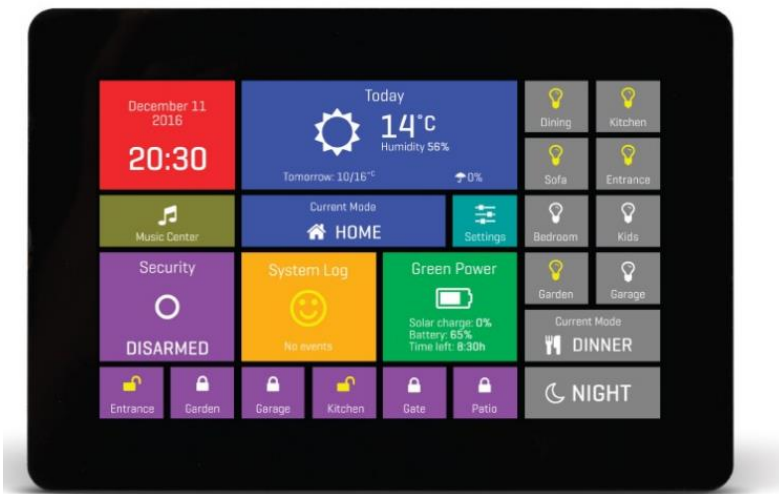 December 11
2016
20:30
Today
14°C
Humidity 56%
Tomorrow: 10/16°C
0%
Dining
Kitchen
Sofa
Entrance
Music Center
Current Mode
HOME
Settings
Bedroom
Kids
Security
DISARMED
System Log
No events
Green Power
Solar charge: 0%
Battery: 65%
Time left: 8:30h
Garden
Garage
Current Mode
DINNER
Entrance
Garden
Garage
Kitchen
Gate
Patio
NIGHT